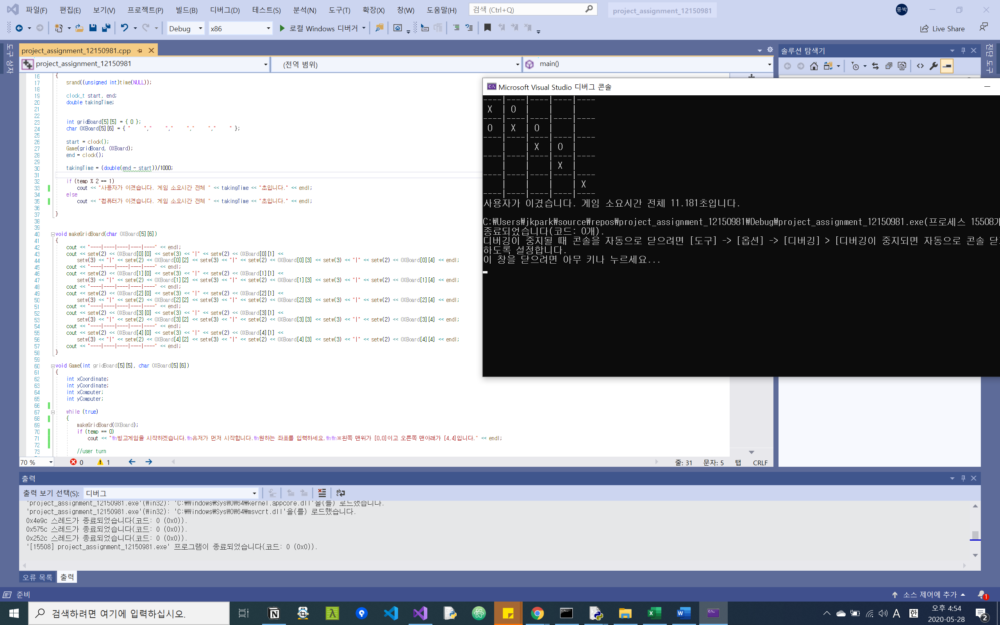 파일(F) 편집(E) 보기(V) 프로젝트(P) 빌드(B) 디버그(D) 테스트(S) 분석(N) 도구(T) 확장(X) 창(W) 도움말(H) 검색 (Ctrl+Q) project_assignment_12150981 중박
Debug x86 로컬 Windows 디버거 Live Share
도구 상자
project_assignment_12150981.cpp
project_assignment_12150981 (전역 범위) main()
16 {
17 srand((unsigned int)time(NULL));
18
19 clock_t start, end;
20 double takingTime;
21
22
23 int gridBoard[5][5] = { 0 };
24 char OXBoard[5][6] = { "     ","     ","     ","     ","     " };
25
26 start = clock();
27 Game(gridBoard, OXBoard);
28 end = clock();
29
30 takingTime = (double(end - start))/1000;
31
32 if (temp % 2 == 1)
33 cout << "사용자가 이겼습니다. 게임 소요시간 전체 " << takingTime << "초입니다." << endl;
34 else
35 cout << "컴퓨터가 이겼습니다. 게임 소요시간 전체 " << takingTime << "초입니다." << endl;
36
37 }
38
39
40 void makeGridBoard(char OXBoard[5][6])
41 {
42 cout << "----|----|----|----|----" << endl;
43 cout << setw(2) << OXBoard[0][0] << setw(3) << "|" << setw(2) << OXBoard[0][1] <<
44 setw(3) << "|" << setw(2) << OXBoard[0][2] << setw(3) << "|" << setw(2) << OXBoard[0][3] << setw(3) << "|" << setw(2) << OXBoard[0][4] << endl;
45 cout << "----|----|----|----|----" << endl;
46 cout << setw(2) << OXBoard[1][0] << setw(3) << "|" << setw(2) << OXBoard[1][1] <<
47 setw(3) << "|" << setw(2) << OXBoard[1][2] << setw(3) << "|" << setw(2) << OXBoard[1][3] << setw(3) << "|" << setw(2) << OXBoard[1][4] << endl;
48 cout << "----|----|----|----|----" << endl;
49 cout << setw(2) << OXBoard[2][0] << setw(3) << "|" << setw(2) << OXBoard[2][1] <<
50 setw(3) << "|" << setw(2) << OXBoard[2][2] << setw(3) << "|" << setw(2) << OXBoard[2][3] << setw(3) << "|" << setw(2) << OXBoard[2][4] << endl;
51 cout << "----|----|----|----|----" << endl;
52 cout << setw(2) << OXBoard[3][0] << setw(3) << "|" << setw(2) << OXBoard[3][1] <<
53 setw(3) << "|" << setw(2) << OXBoard[3][2] << setw(3) << "|" << setw(2) << OXBoard[3][3] << setw(3) << "|" << setw(2) << OXBoard[3][4] << endl;
54 cout << "----|----|----|----|----" << endl;
55 cout << setw(2) << OXBoard[4][0] << setw(3) << "|" << setw(2) << OXBoard[4][1] <<
56 setw(3) << "|" << setw(2) << OXBoard[4][2] << setw(3) << "|" << setw(2) << OXBoard[4][3] << setw(3) << "|" << setw(2) << OXBoard[4][4] << endl;
57 cout << "----|----|----|----|----" << endl;
58 }
59
60 void Game(int gridBoard[5][5], char OXBoard[5][6])
61 {
62 int xCoordinate;
63 int yCoordinate;
64 int xComputer;
65 int yComputer;
66
67 while (true)
68 {
69 makeGridBoard(OXBoard);
70 if (temp == 0)
71 cout << "₩n빙고게임을 시작하겠습니다.₩n유저가 먼저 시작합니다.₩n원하는 좌표를 입력하세요.₩n₩n※왼쪽 맨위가 [0,0]이고 오른쪽 맨아래가 [4,4]입니다." << endl;
72
73 //user turn
70 % 0 1 줄: 31 문자: 5 탭 CRLF
솔루션 탐색기
진단 도구
Microsoft Visual Studio 디버그 콘솔
----|----|----|----|----
X | O |    |    |
----|----|----|----|----
O | X | O |    |
----|----|----|----|----
   |    | X | O |
----|----|----|----|----
   |    |    | X |
----|----|----|----|----
   |    |    |    | X
----|----|----|----|----
사용자가 이겼습니다. 게임 소요시간 전체 11.181초입니다.
C:₩Users₩jkpark₩source₩repos₩project_assignment_12150981₩Debug₩project_assignment_12150981.exe(프로세스 15508개
종료되었습니다(코드: 0개).
디버깅이 중지될 때 콘솔을 자동으로 닫으려면 [도구] -> [옵션] -> [디버깅] > [디버깅이 중지되면 자동으로 콘솔 닫
하도록 설정합니다.
이 창을 닫으려면 아무 키나 누르세요...
출력
출력 보기 선택(S): 디버그
'project_assignment_12150981.exe'(Win32): 'C:₩Windows₩SysWOW64₩kernel.appcore.dll'을(를) 로드했습니다.
'project_assignment_12150981.exe'(Win32): 'C:₩Windows₩SysWOW64₩msvcrt.dll'을(를) 로드했습니다.
0x4e9c 스레드가 종료되었습니다(코드: 0 (0x0)).
0x575c 스레드가 종료되었습니다(코드: 0 (0x0)).
0x252c 스레드가 종료되었습니다(코드: 0 (0x0)).
'[15508] project_assignment_12150981.exe' 프로그램이 종료되었습니다(코드: 0 (0x0)).
오류 목록 출력
준비 소스 제어에 추가 1
검색하려면 여기에 입력하십시오. A 한 오후 4:54
2020-05-28 2